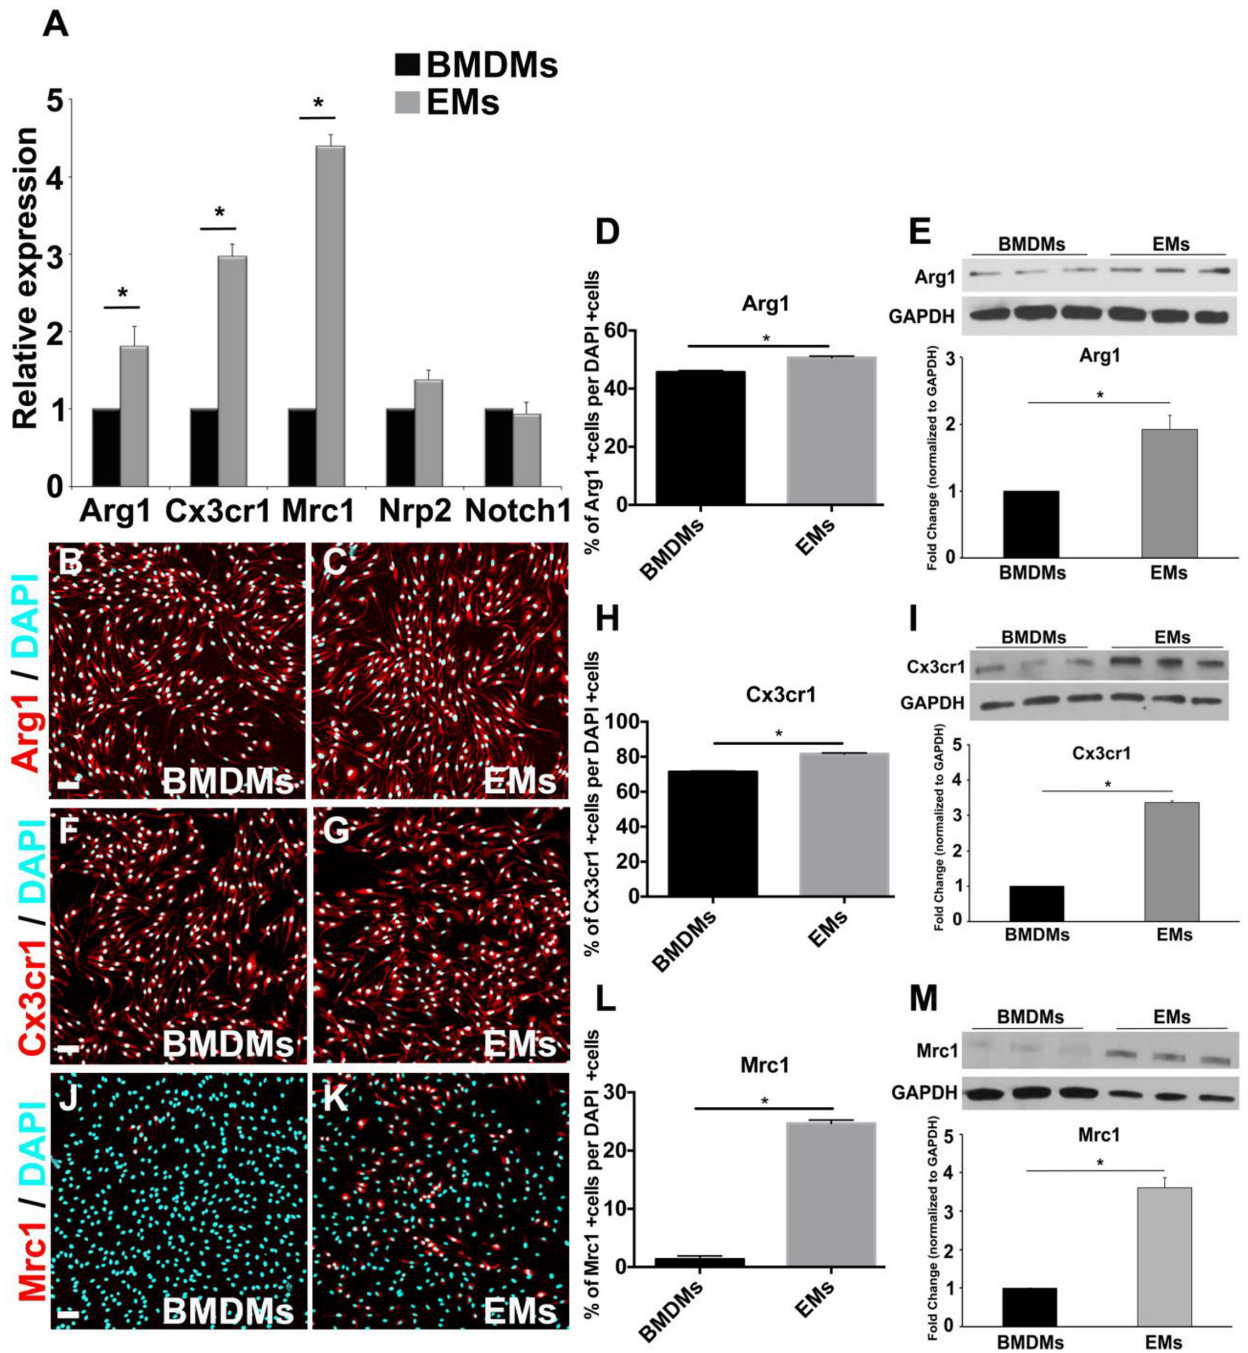 A
BMDMs
EMs
Relative expression
5
4
3
2
1
0
*
*
*
Arg1 Cx3cr1 Mrc1 Nrp2 Notch1
Arg1 / DAPI
B
BMDMs
C
EMs
D
Arg1
% of Arg1 +cells per DAPI +cells
60
40
20
0
*
BMDMs
EMs
E
BMDMs EMs
Arg1
GAPDH
Arg1
Fold Change (normalized to GAPDH)
3
2
1
0
*
BMDMs EMs
Cx3cr1 / DAPI
F
BMDMs
G
EMs
H
Cx3cr1
% of Cx3cr1 +cells per DAPI +cells
100
80
60
40
20
0
*
BMDMs
EMs
I
BMDMs EMs
Cx3cr1
GAPDH
Cx3cr1
Fold Change (normalized to GAPDH)
5
4
3
2
1
0
*
BMDMs EMs
Mrc1 / DAPI
J
BMDMs
K
EMs
L
Mrc1
% of Mrc1 +cells per DAPI +cells
30
20
10
0
*
BMDMs
EMs
M
BMDMs EMs
Mrc1
GAPDH
Mrc1
Fold Change (normalized to GAPDH)
5
4
3
2
1
0
*
BMDMs EMs